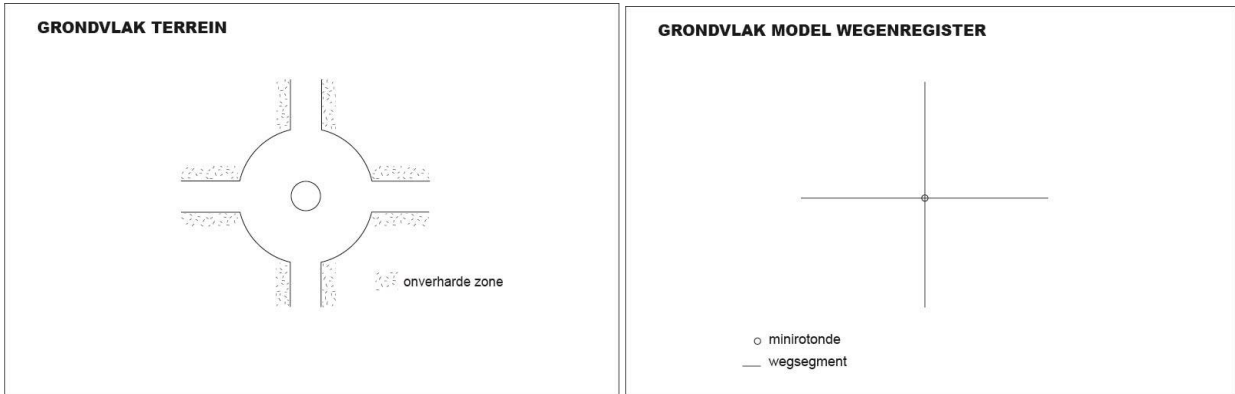 GRONDVLAK TERREIN
onverharde zone
GRONDVLAK MODEL WEGENREGISTER
minirotonde
wegsegment